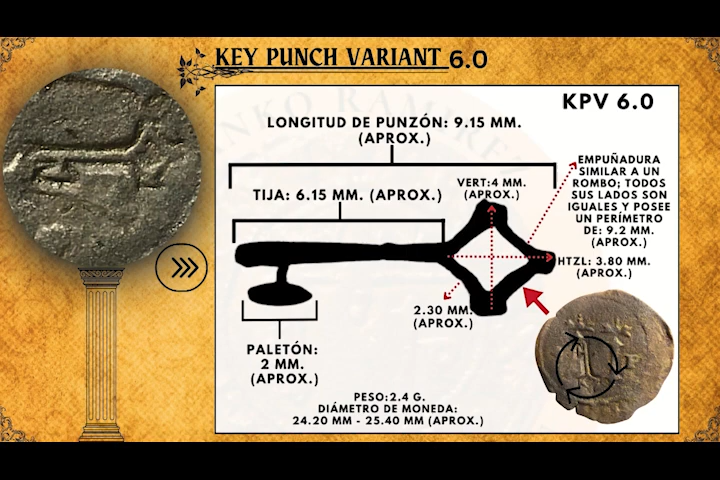 KEY PUNCH VARIANT 6.0
KPV 6.0
LONGITUD DE PUNZÓN: 9.15 MM.
(APROX.)
TIJA: 6.15 MM. (APROX.)
VERT:4 MM.
(APROX.)
EMPUÑADURA
SIMILAR A UN
ROMBO; TODOS
SUS LADOS SON
IGUALES Y POSEE
UN PERÍMETRO
DE: 9.2 MM.
(APROX.)
HTZL: 3.80 MM.
(APROX.)
2.30 MM.
(APROX.)
PALETÓN:
2 MM.
(APROX.)
PESO:2.4 G.
DIÁMETRO DE MONEDA:
24.20 MM - 25.40 MM (APROX.)